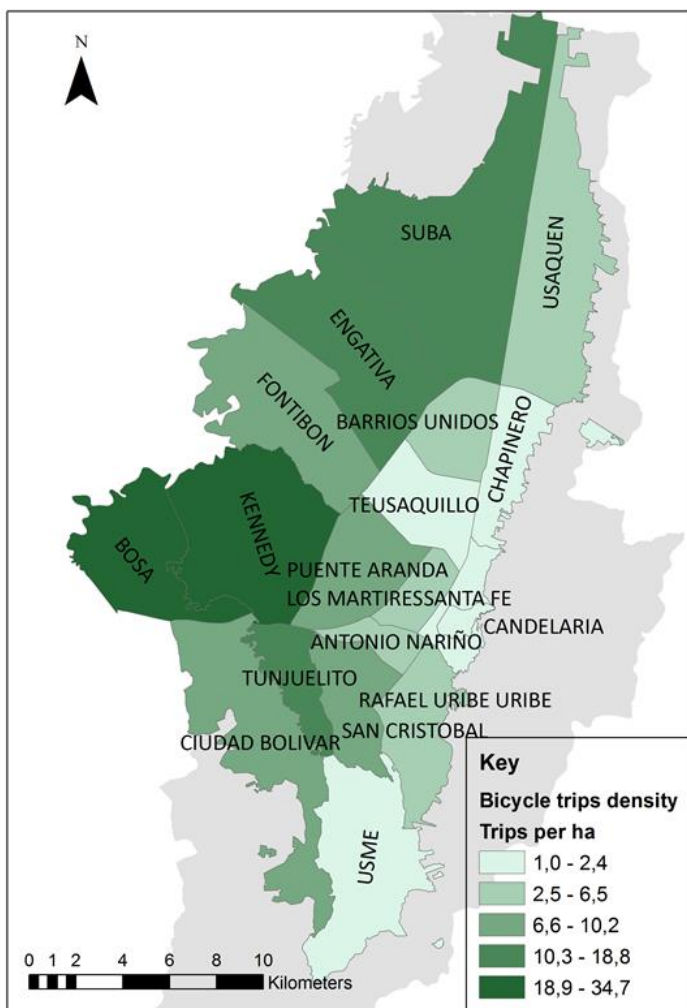 N
SUBA
USAQUEN
ENGATIVA
FONTIBON
BARRIOS UNIDOS
CHAPINERO
TEUSAQUILLO
KENNEDY
BOSA
PUENTE ARANDA
LOS MARTIRESSANTA FE
CANDELARIA
ANTONIO NARIÑO
TUNJUELITO
RAFAEL URIBE URIBE
SAN CRISTOBAL
CIUDAD BOLIVAR
USME
Key
Bicycle trips density
Trips per ha
1,0 - 2,4
2,5 - 6,5
6,6 - 10,2
10,3 - 18,8
18,9 - 34,7
0 2 4 6 8 10
Kilometers